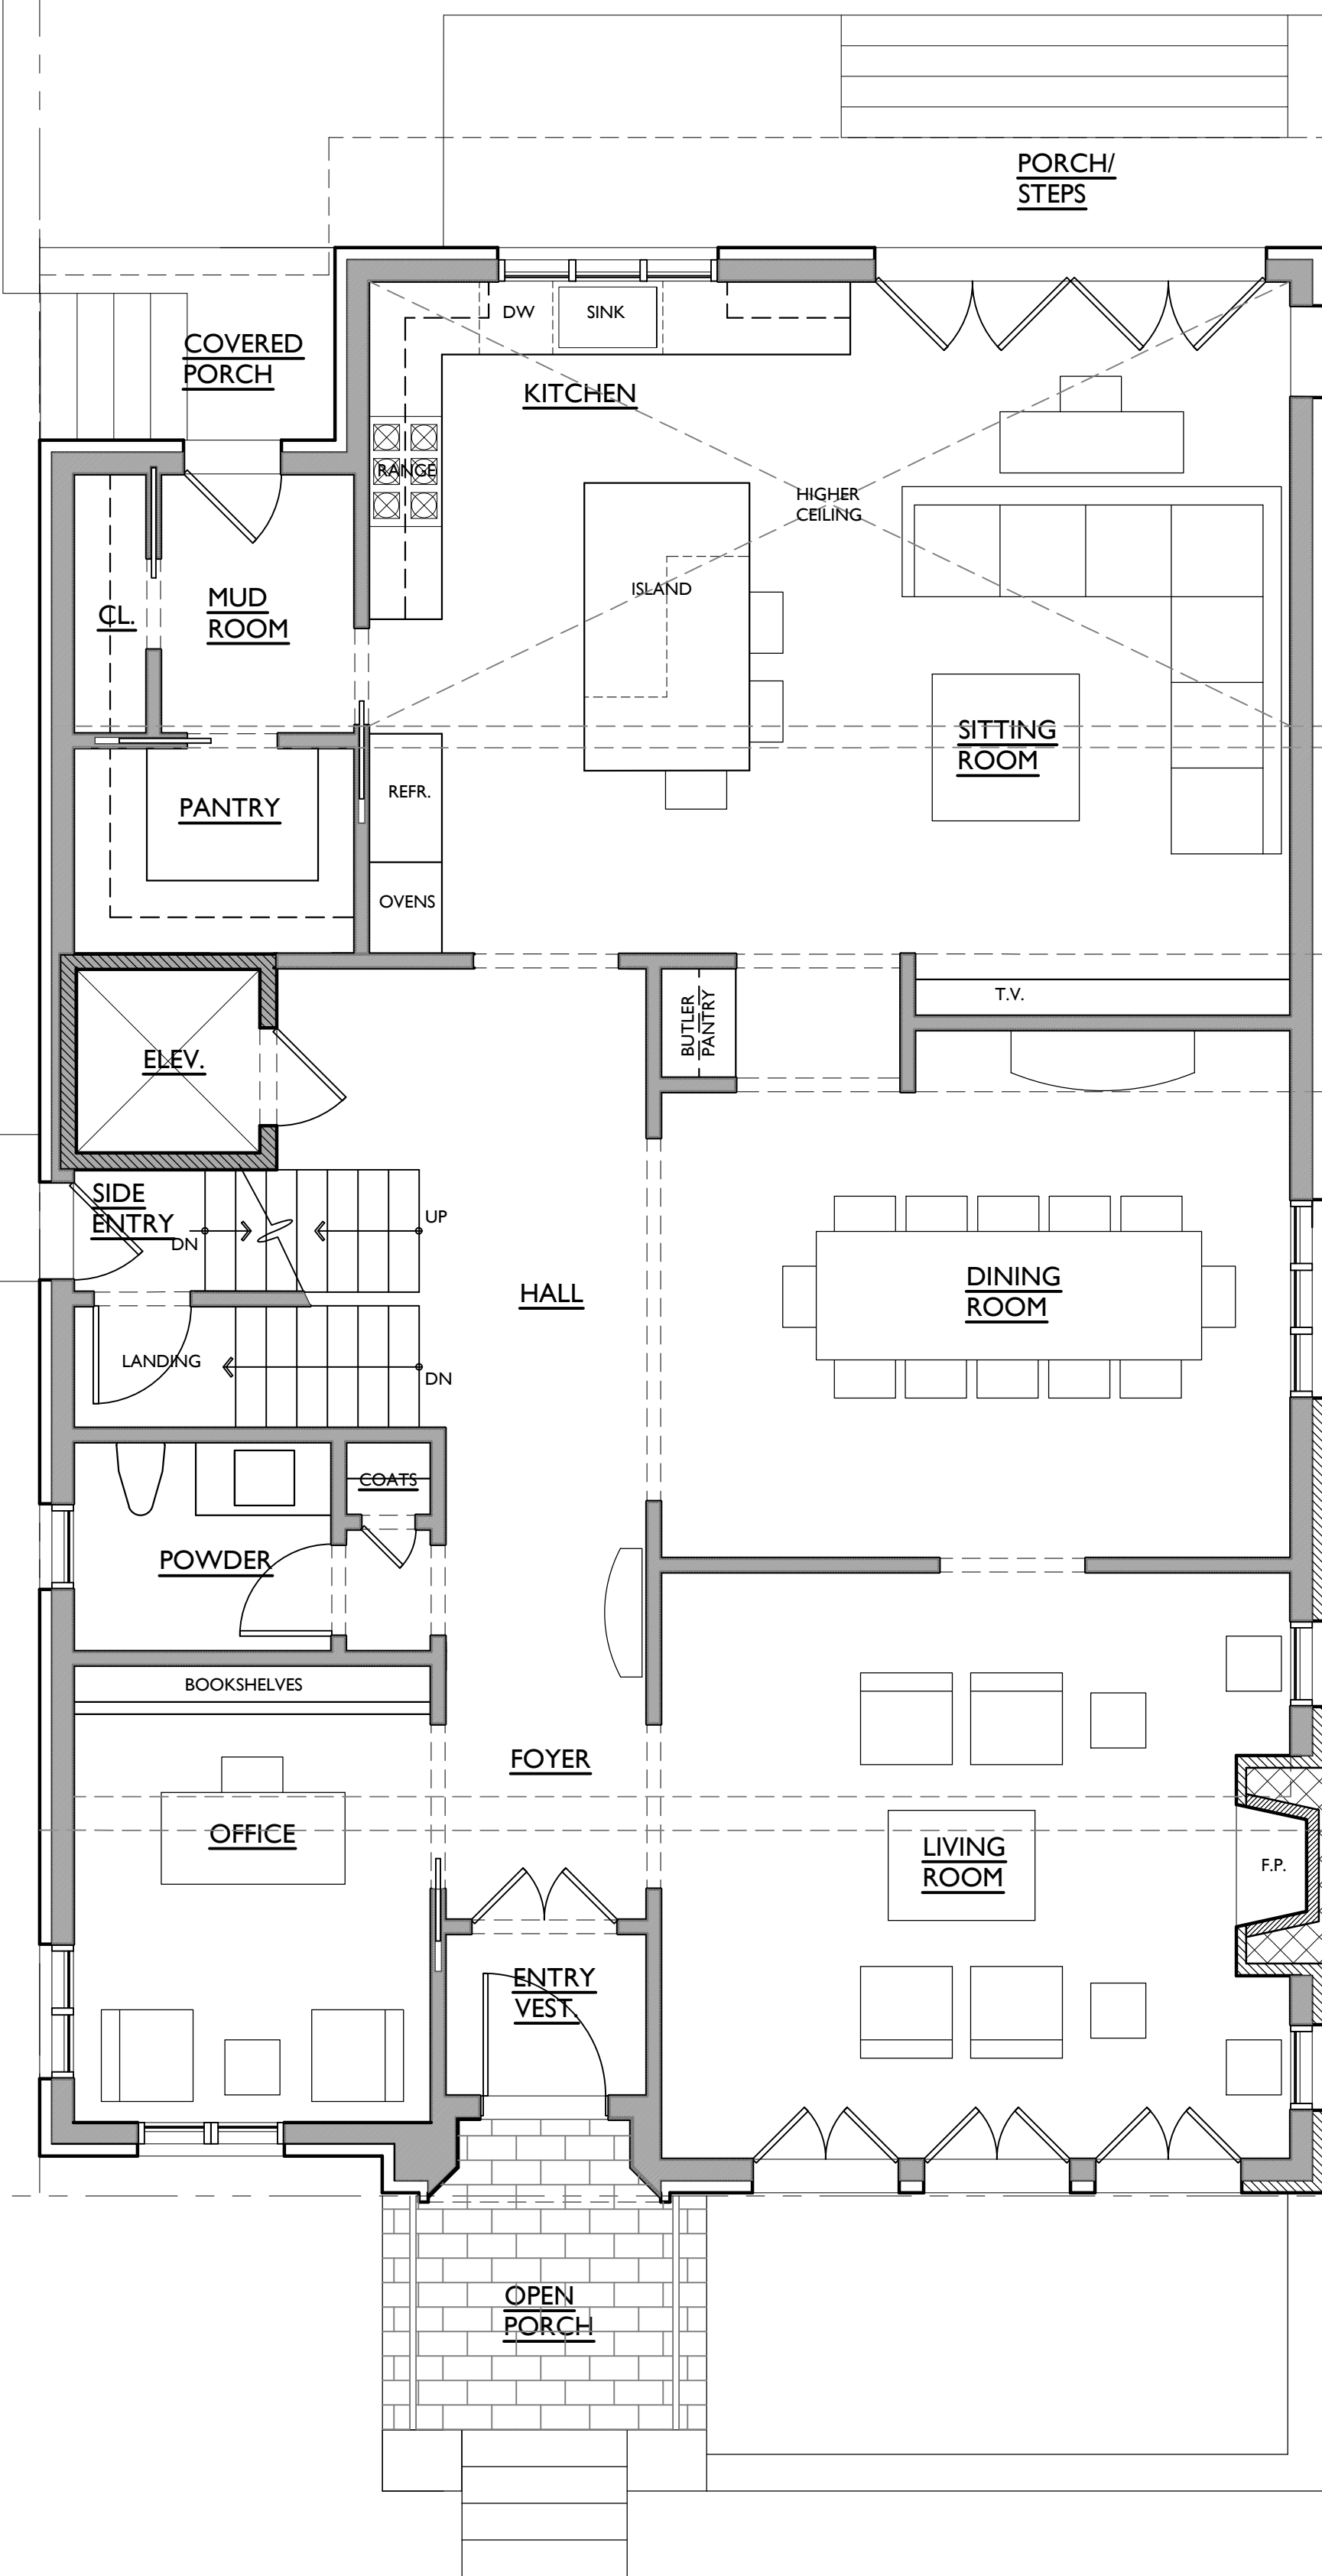 PORCH/
STEPS
COVERED
PORCH
DW
SINK
KITCHEN
RANGE
HIGHER
CEILING
ISLAND
CL.
MUD
ROOM
SITTING
ROOM
REFR.
PANTRY
OVENS
T.V.
BUTLER
PANTRY
ELEV.
SIDE
ENTRY
DN
UP
HALL
DINING
ROOM
LANDING
DN
COATS
POWDER
BOOKSHELVES
FOYER
OFFICE
LIVING
ROOM
F.P.
ENTRY
VEST.
OPEN
PORCH